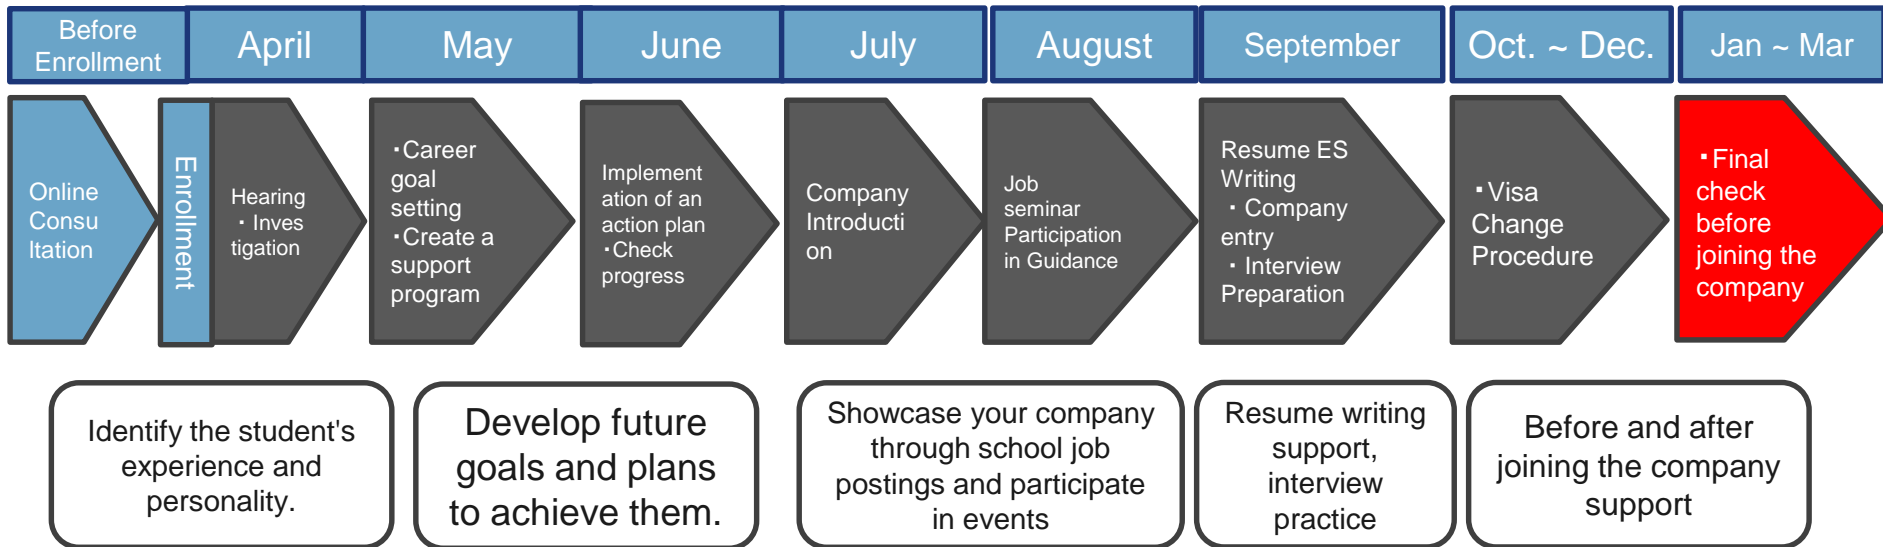 Before
Enrollment
April
May
June
July
August
September
Oct. ~ Dec.
Jan ~ Mar
Online
Consu
ltation
Enrollment
Hearing
・Inves
tigation
・Career
goal
setting
・Create a
support
program
Implement
ation of an
action plan
・Check
progress
Company
Introducti
on
Job
seminar
Participation
in Guidance
Resume ES
Writing
・Company
entry
・Interview
Preparation
・Visa
Change
Procedure
・Final
check
before
joining the
company
Identify the student's
experience and
personality.
Develop future
goals and plans
to achieve them.
Showcase your company
through school job
postings and participate
in events
Resume writing
support,
interview
practice
Before and after
joining the company
support